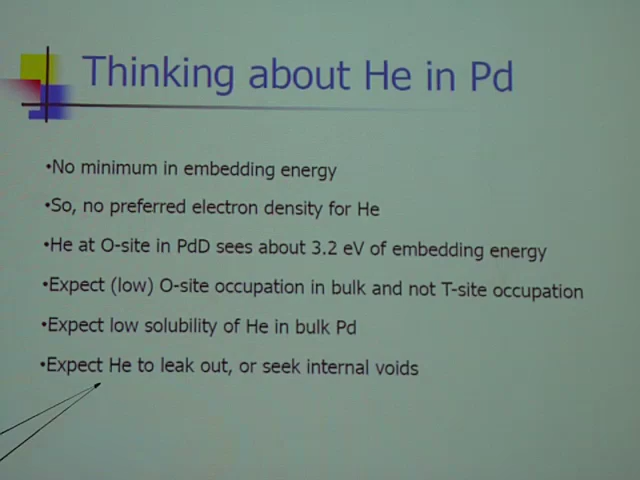 Thinking about He in Pd
•No minimum in embedding energy
•So, no preferred electron density for He
•He at O-site in PdD sees about 3.2 eV of embedding energy
•Expect (low) O-site occupation in bulk and not T-site occupation
•Expect low solubility of He in bulk Pd
•Expect He to leak out, or seek internal voids